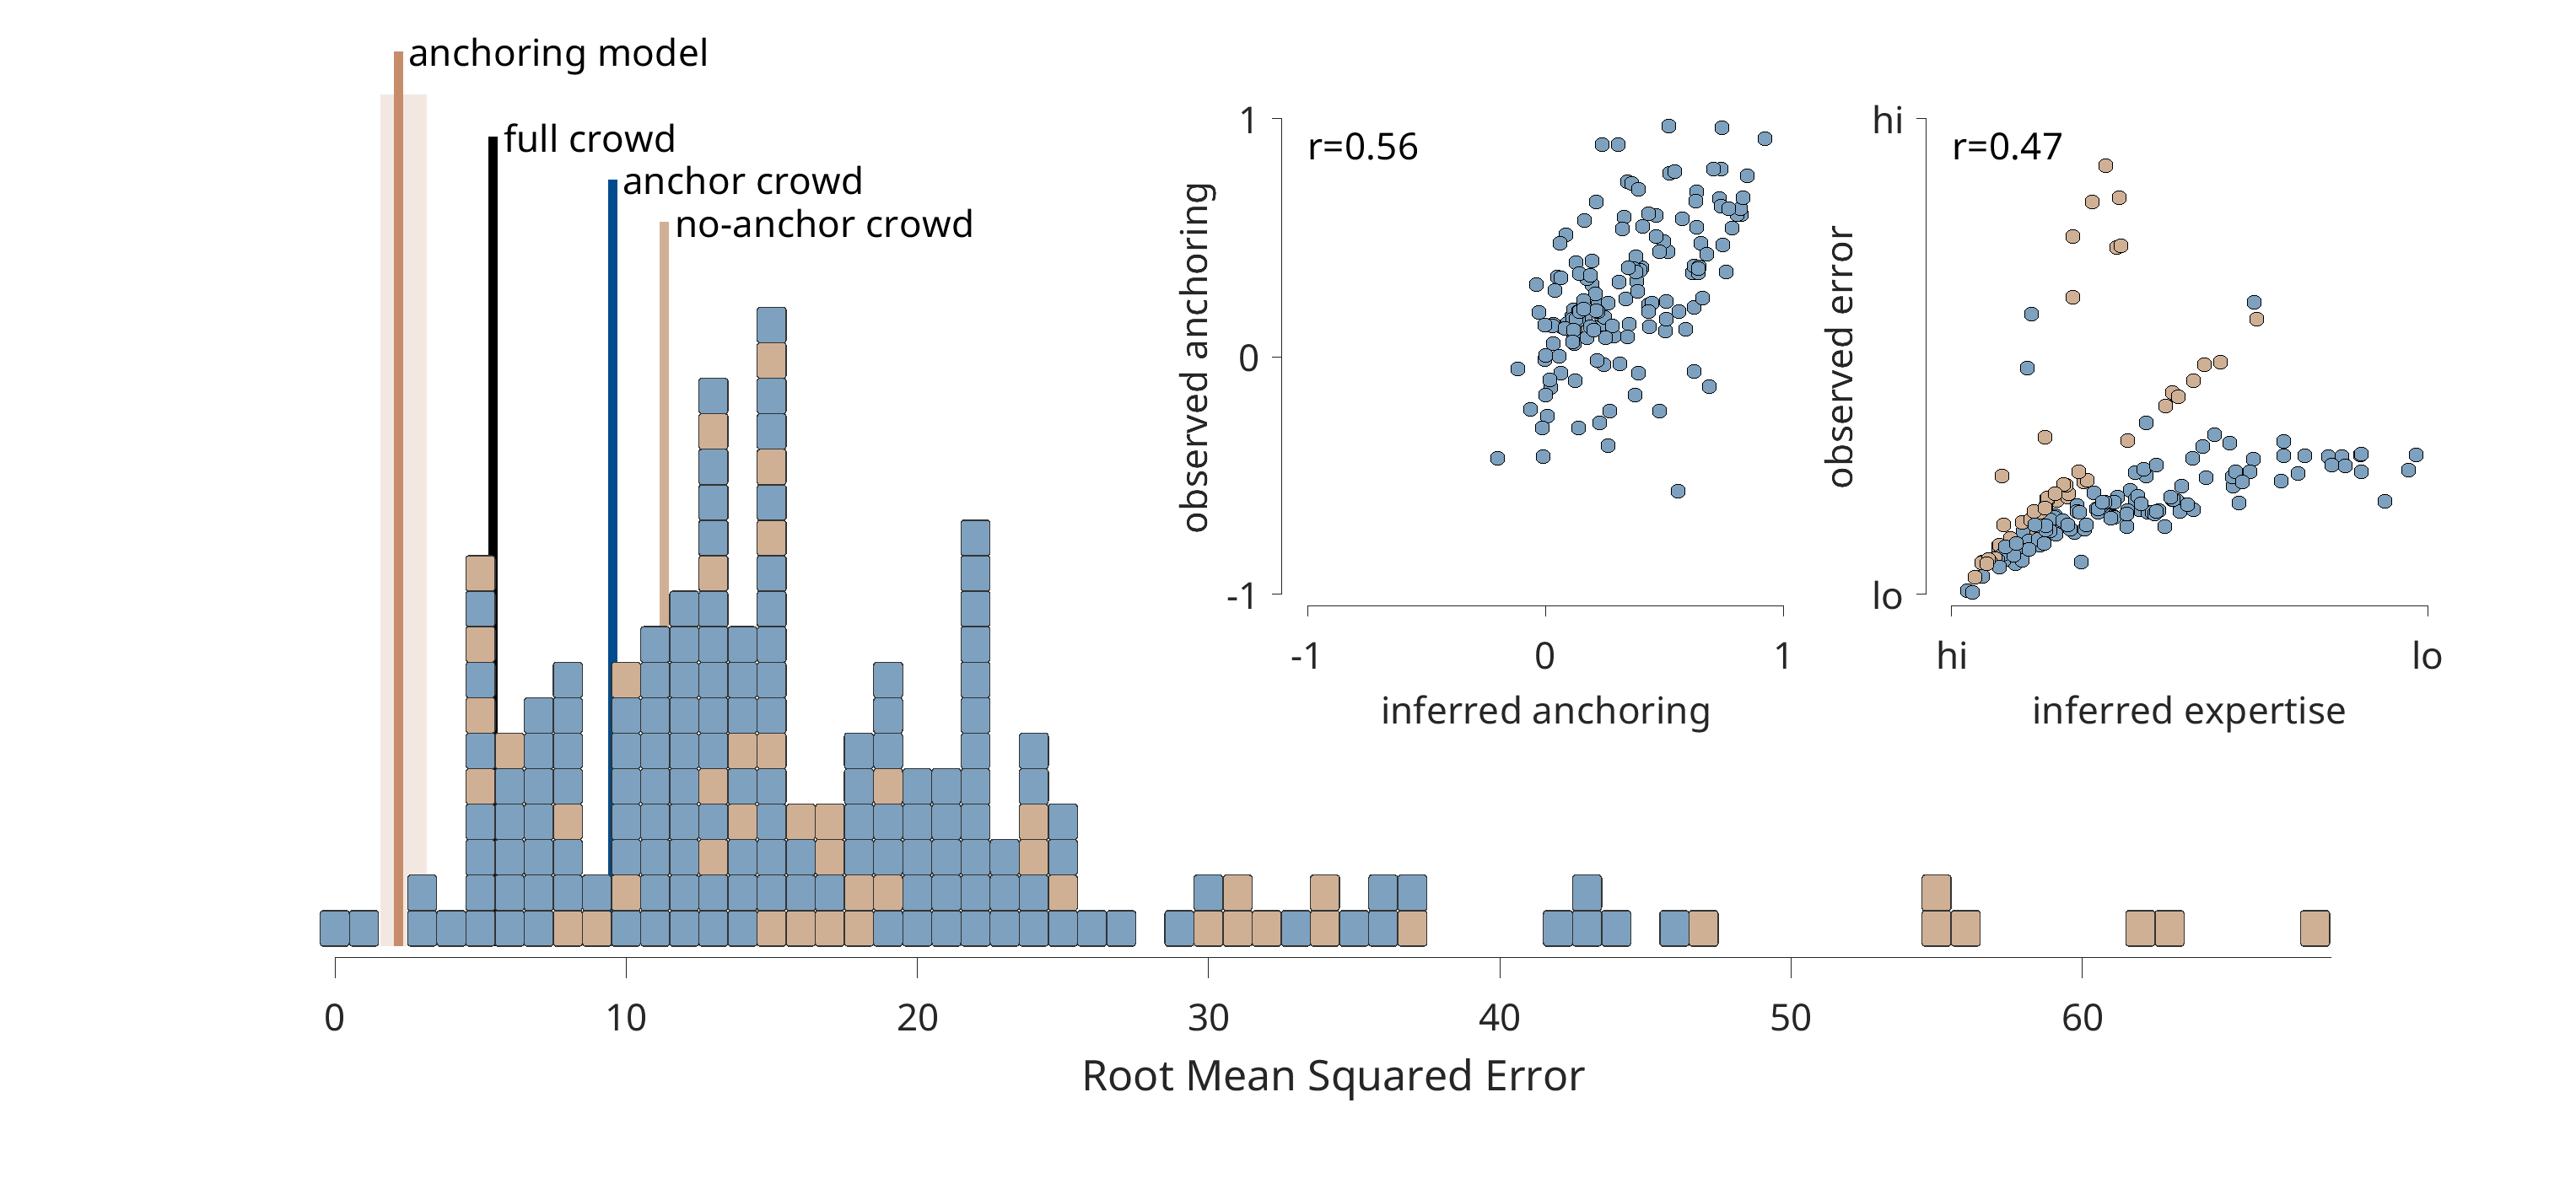 anchoring model
full crowd
anchor crowd
no-anchor crowd
1
0
-1
observed anchoring
r=0.56
-1 0 1
inferred anchoring
hi
lo
observed error
r=0.47
hi lo
inferred expertise
0 10 20 30 40 50 60
Root Mean Squared Error